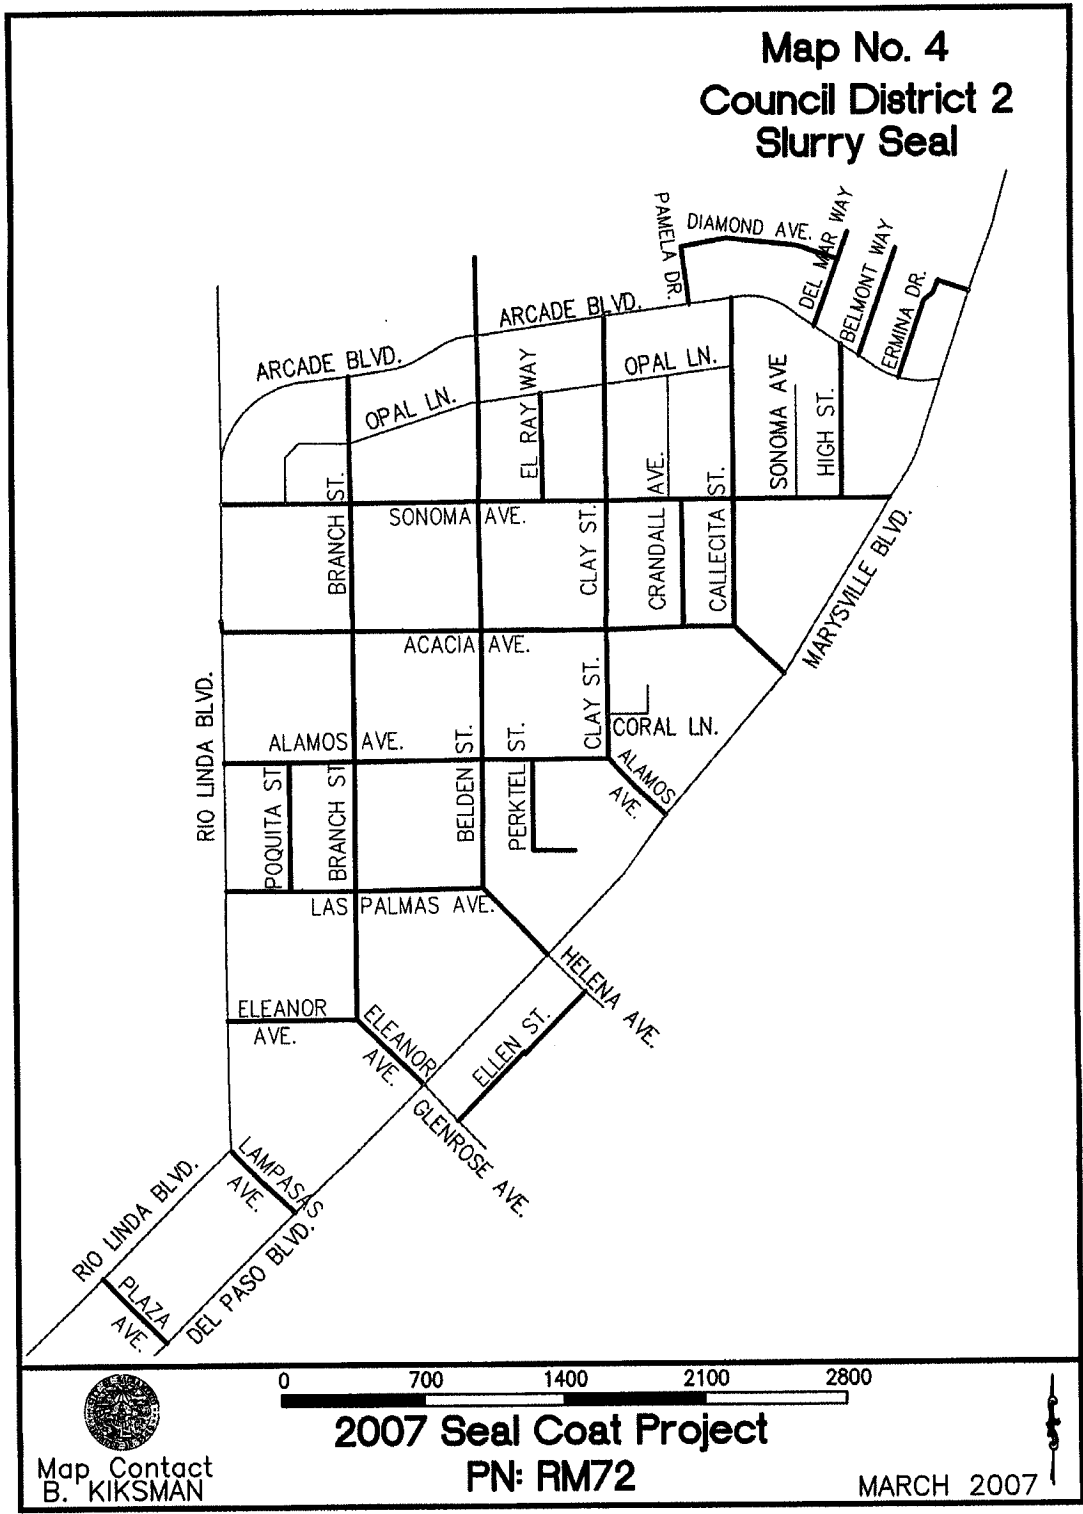 Map No. 4
Council District 2
Slurry Seal
PAMELA DR.
DIAMOND AVE.
DEL MAR WAY
BELMONT WAY
ERMINA DR.
ARCADE BLVD.
ARCADE BLVD.
OPAL LN.
OPAL LN.
EL RAY WAY
SONOMA AVE
HIGH ST.
BRANCH ST.
SONOMA AVE.
CLAY ST.
CRANDALL AVE.
CALLECITA ST.
MARYSVILLE BLVD.
ACACIA AVE.
RIO LINDA BLVD.
CLAY ST.
CORAL LN.
ALAMOS AVE.
BELDEN ST.
PERKTEL ST.
ALAMOS
AVE.
POQUITA ST
BRANCH ST
LAS PALMAS AVE.
HELENA AVE.
ELEANOR
AVE.
ELEANOR
AVE.
ELLEN ST.
GLENROSE AVE.
LAMPASAS
AVE.
RIO LINDA BLVD.
DEL PASO BLVD.
PLAZA
AVE.
0 700 1400 2100 2800
2007 Seal Coat Project
PN: RM72
Map Contact
B. KIKSMAN
MARCH 2007